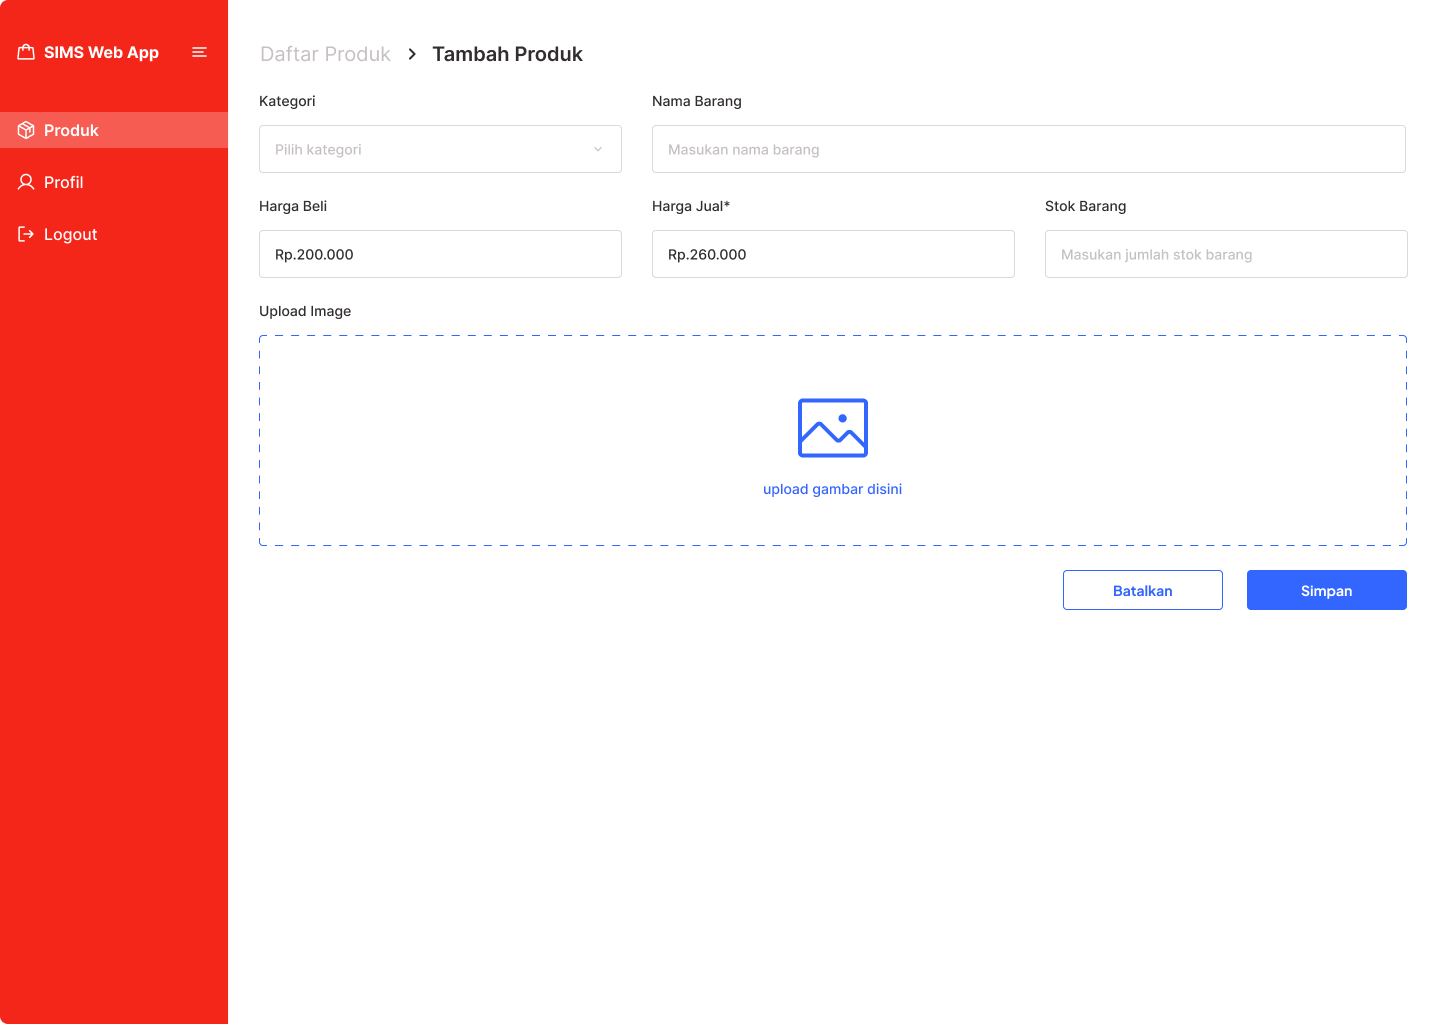 SIMS Web App
Produk
Profil
Logout
Daftar Produk > Tambah Produk
Kategori
Nama Barang
Pilih kategori
Masukan nama barang
Harga Beli
Harga Jual*
Stok Barang
Rp.200.000
Rp.260.000
Masukan jumlah stok barang
Upload Image
upload gambar disini
Batalkan
Simpan